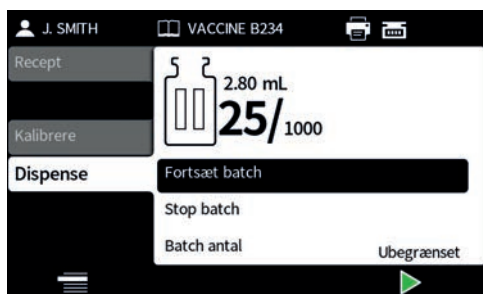 J. SMITH
VACCINE B234
Recept
Kalibrere
Dispense
2.80 mL
25/1000
Fortsæt batch
Stop batch
Batch antal
Ubegrænset